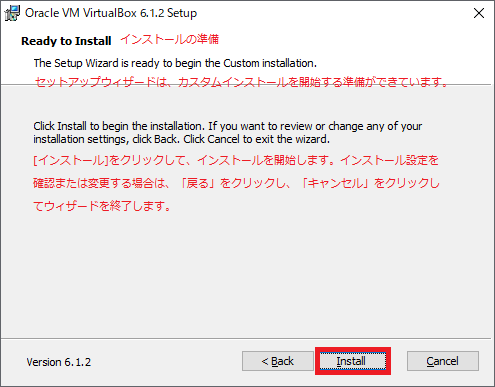 Oracle VM VirtualBox 6.1.2 Setup
Ready to Install インストールの準備
The Setup Wizard is ready to begin the Custom installation.
セットアップウィザードは、カスタムインストールを開始する準備ができています。
Click Install to begin the installation. If you want to review or change any of your
installation settings, click Back. Click Cancel to exit the wizard.
[インストール]をクリックして、インストールを開始します。インストール設定を
確認または変更する場合は、「戻る」をクリックし、「キャンセル」をクリックし
てウィザードを終了します。
Version 6.1.2 < Back Install Cancel